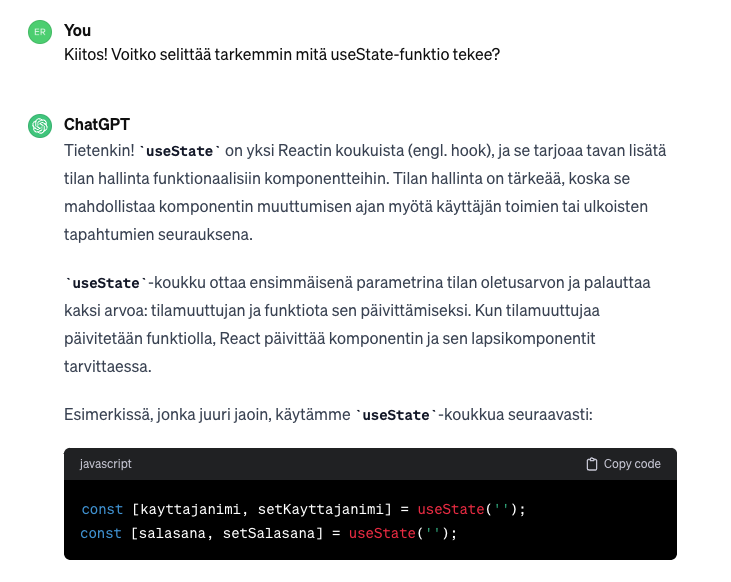 ER
You
Kiitos! Voitko selittää tarkemmin mitä useState-funktio tekee?
ChatGPT
Tietenkin! `useState` on yksi Reactin koukuista (engl. hook), ja se tarjoaa tavan lisätä
tilan hallinta funktionaalisiin komponentteihin. Tilan hallinta on tärkeää, koska se
mahdollistaa komponentin muuttumisen ajan myötä käyttäjän toimien tai ulkoisten
tapahtumien seurauksena.
`useState`-koukku ottaa ensimmäisenä parametrina tilan oletusarvon ja palauttaa
kaksi arvoa: tilamuuttujan ja funktiota sen päivittämiseksi. Kun tilamuuttujaa
päivitetään funktiolla, React päivittää komponentin ja sen lapsikomponentit
tarvittaessa.
Esimerkissä, jonka juuri jaoin, käytämme `useState`-koukkua seuraavasti:
javascript Copy code
const [kayttajanimi, setKayttajanimi] = useState('');
const [salasana, setSalasana] = useState('');